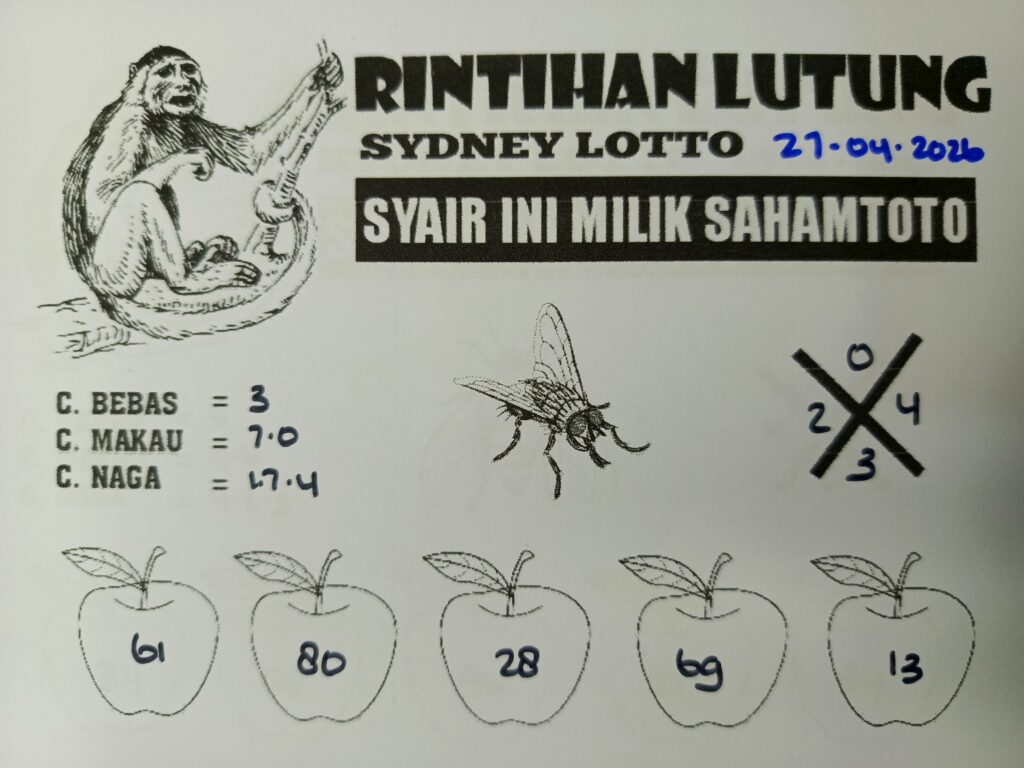 RINTIHAN LUTUNG
SYDNEY LOTTO 27.04.2026
SYAIR INI MILIK SAHAMTOTO
C. BEBAS = 3
C. MAKAU = 7.0
C. NAGA = 1.7.4
0
2 4
3
61 80 28 69 13